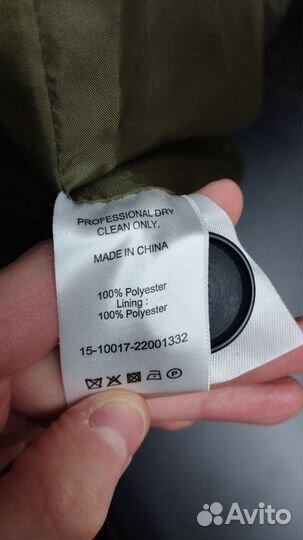 PROFESSIONAL DRY
CLEAN ONLY.
MADE IN CHINA
100% Polyester
Lining :
100% Polyester
15-10017-22001332
P
Avito